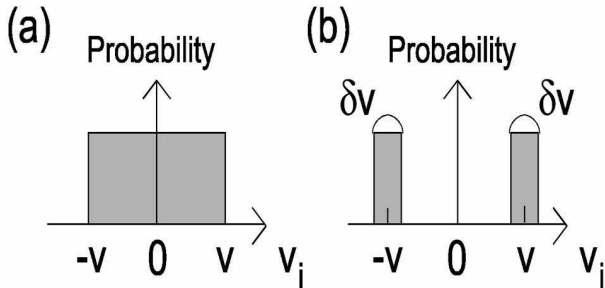 (a)
Probability
-v 0 v v_i
(b)
Probability
δv δv
-v 0 v v_i